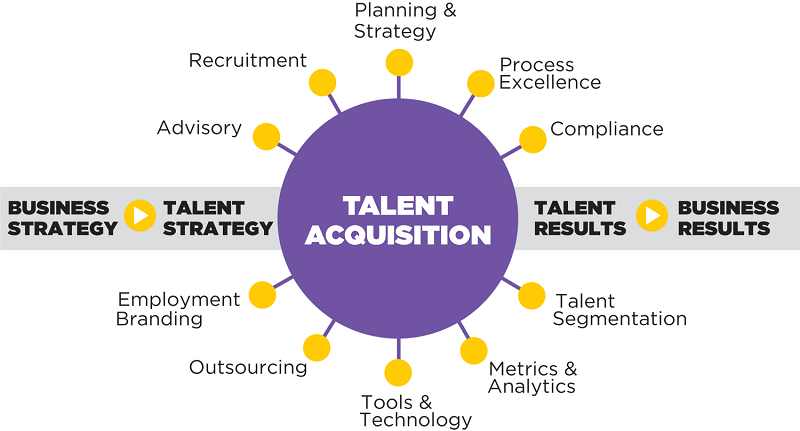 Planning &
Strategy
Recruitment
Process
Excellence
Advisory
Compliance
BUSINESS
STRATEGY
TALENT
STRATEGY
TALENT
ACQUISITION
TALENT
RESULTS
BUSINESS
RESULTS
Employment
Branding
Talent
Segmentation
Outsourcing
Metrics &
Analytics
Tools &
Technology